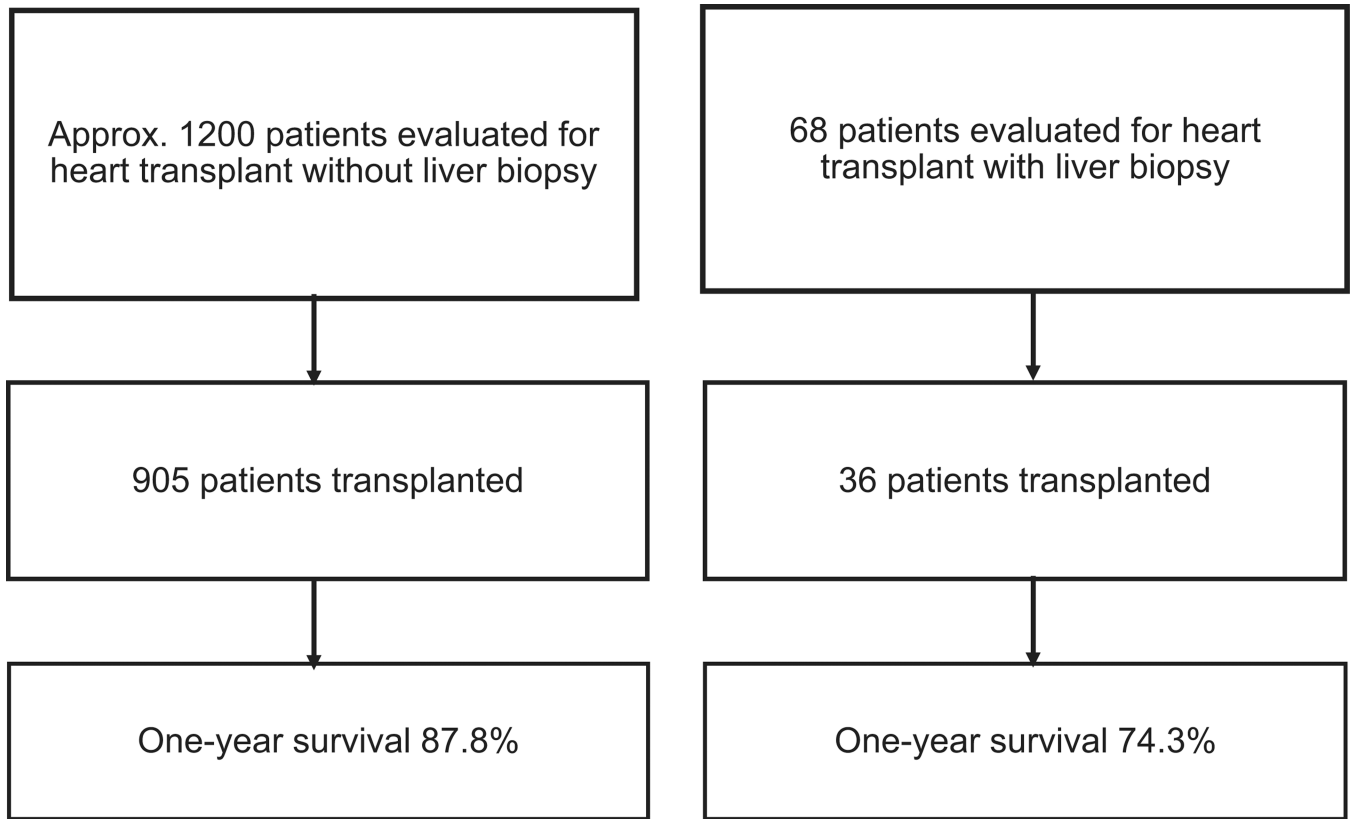 Approx. 1200 patients evaluated for
heart transplant without liver biopsy
905 patients transplanted
One-year survival 87.8%
68 patients evaluated for heart
transplant with liver biopsy
36 patients transplanted
One-year survival 74.3%